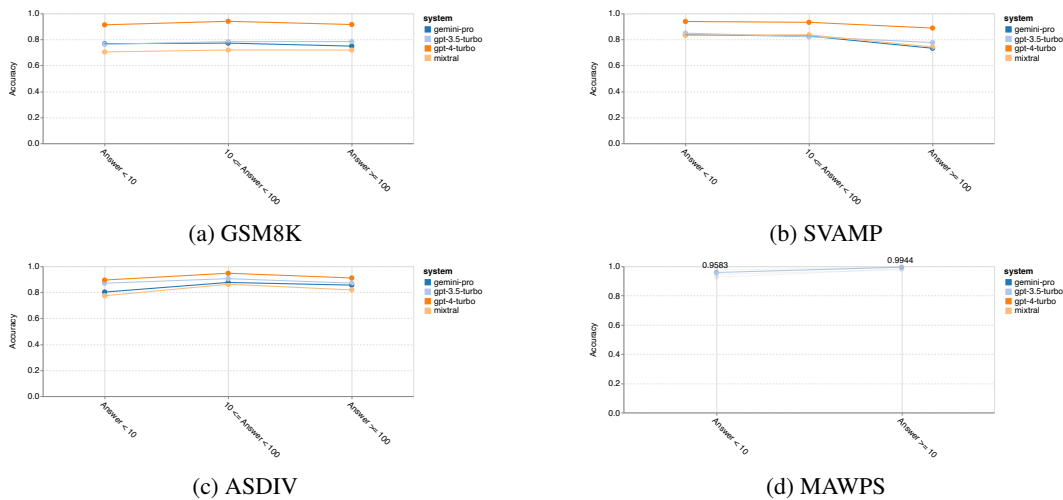 1.0
0.8
0.6
0.4
0.2
0.0
Accuracy
Answer < 10
10 <= Answer < 100
Answer >= 100
system
gemini-pro
gpt-3.5-turbo
gpt-4-turbo
mixtral
(a) GSM8K
1.0
0.8
0.6
0.4
0.2
0.0
Accuracy
Answer < 10
10 <= Answer < 100
Answer >= 100
system
gemini-pro
gpt-3.5-turbo
gpt-4-turbo
mixtral
(b) SVAMP
1.0
0.8
0.6
0.4
0.2
0.0
Accuracy
Answer < 10
10 <= Answer < 100
Answer >= 100
system
gemini-pro
gpt-3.5-turbo
gpt-4-turbo
mixtral
(c) ASDIV
1.0
0.8
0.6
0.4
0.2
0.0
Accuracy
0.9583
0.9944
Answer < 10
Answer >= 10
system
gemini-pro
gpt-3.5-turbo
gpt-4-turbo
mixtral
(d) MAWPS